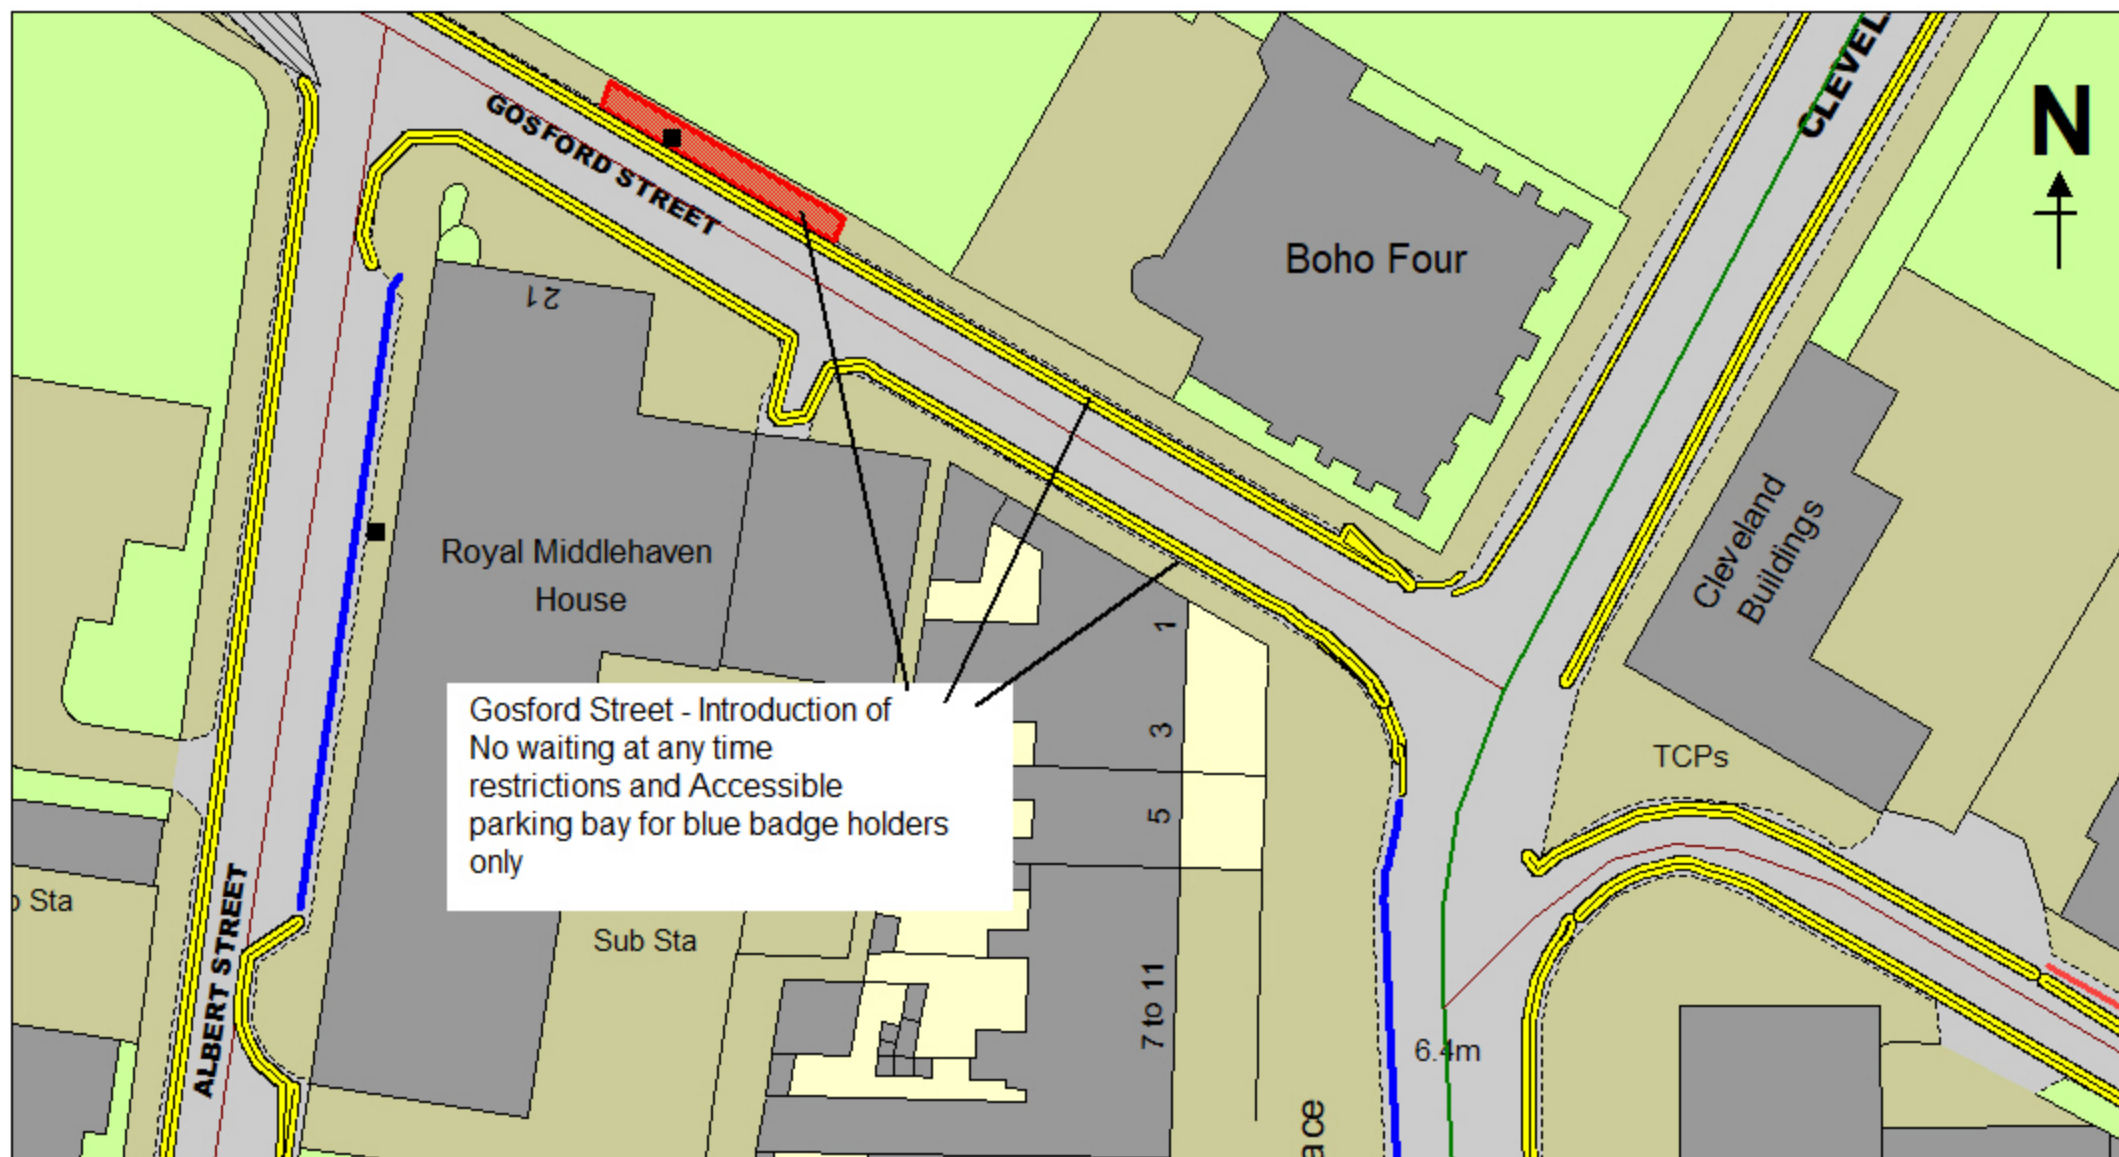 CLEVEL
N
GOSFORD STREET
Boho Four
21
Royal Middlehaven
House
Cleveland
Buildings
1
Gosford Street - Introduction of
No waiting at any time
restrictions and Accessible
parking bay for blue badge holders
only
3
TCPs
5
Sta
Sub Sta
ALBERT STREET
7 to 11
6.4m
ace